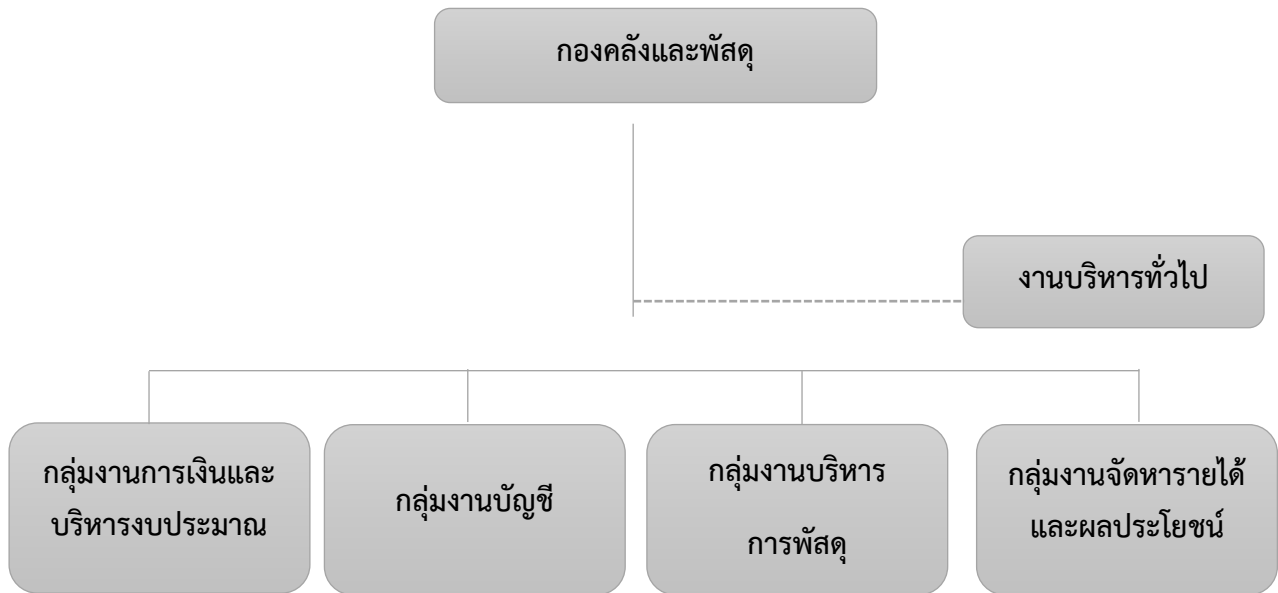 กองคลังและพัสดุ
งานบริหารทั่วไป
กลุ่มงานการเงินและ
บริหารงบประมาณ
กลุ่มงานบัญชี
กลุ่มงานบริหาร
การพัสดุ
กลุ่มงานจัดหารายได้
และผลประโยชน์